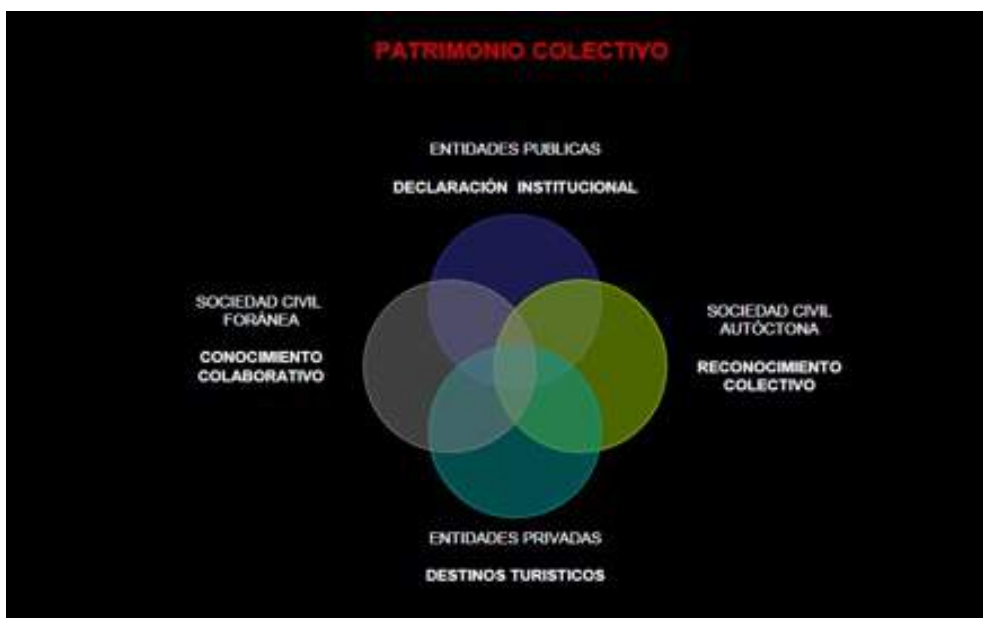 PATRIMONIO COLECTIVO
ENTIDADES PUBLICAS
DECLARACIÓN INSTITUCIONAL
SOCIEDAD CIVIL
FORÁNEA
CONOCIMIENTO
COLABORATIVO
SOCIEDAD CIVIL
AUTÓCTONA
RECONOCIMIENTO
COLECTIVO
ENTIDADES PRIVADAS
DESTINOS TURISTICOS